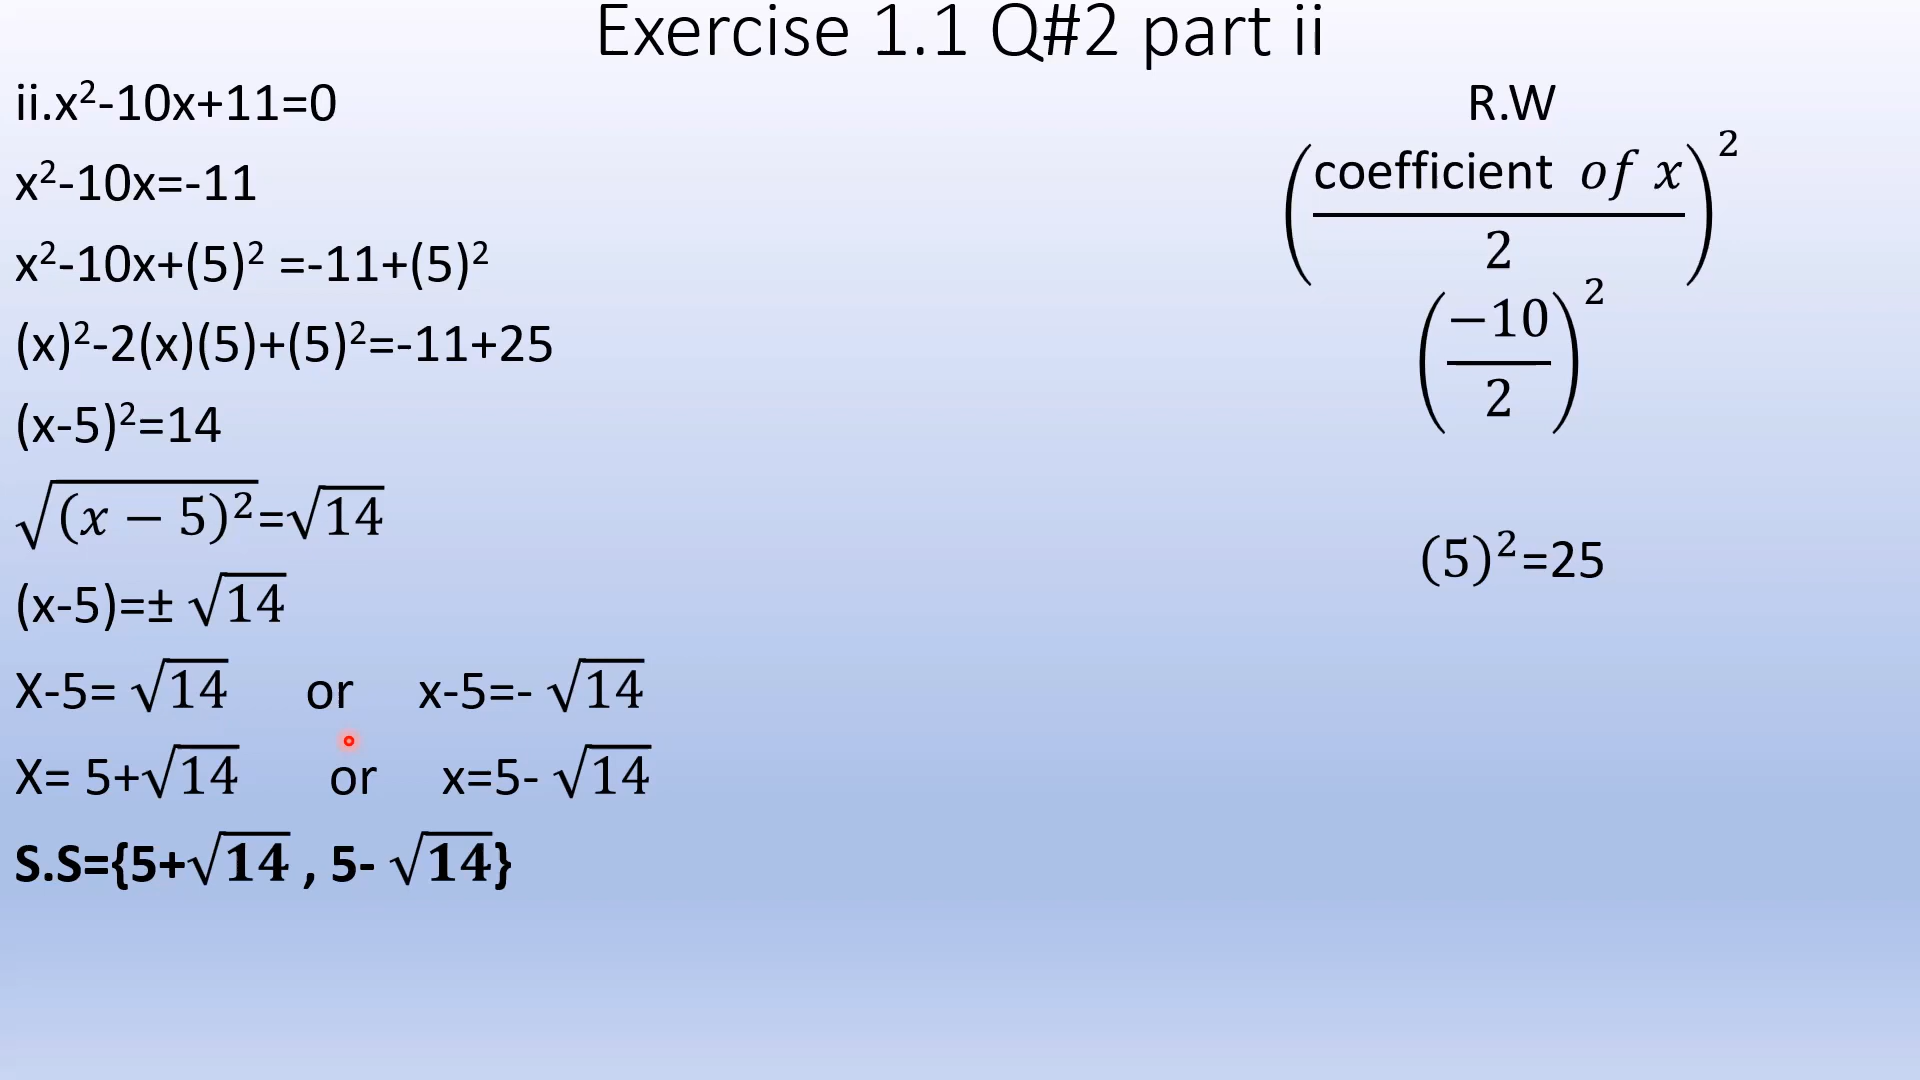 Exercise 1.1 Q#2 part ii
ii.x²-10x+11=0
x²-10x=-11
x²-10x+(5)² =-11+(5)²
(x)²-2(x)(5)+(5)²=-11+25
(x-5)²=14
√((x − 5)²)=√14
(x-5)=± √14
X-5= √14 or x-5=- √14
X= 5+√14 or x=5- √14
S.S={5+√14 , 5- √14}
R.W
(coefficient of x / 2)²
(−10 / 2)²
(5)²=25